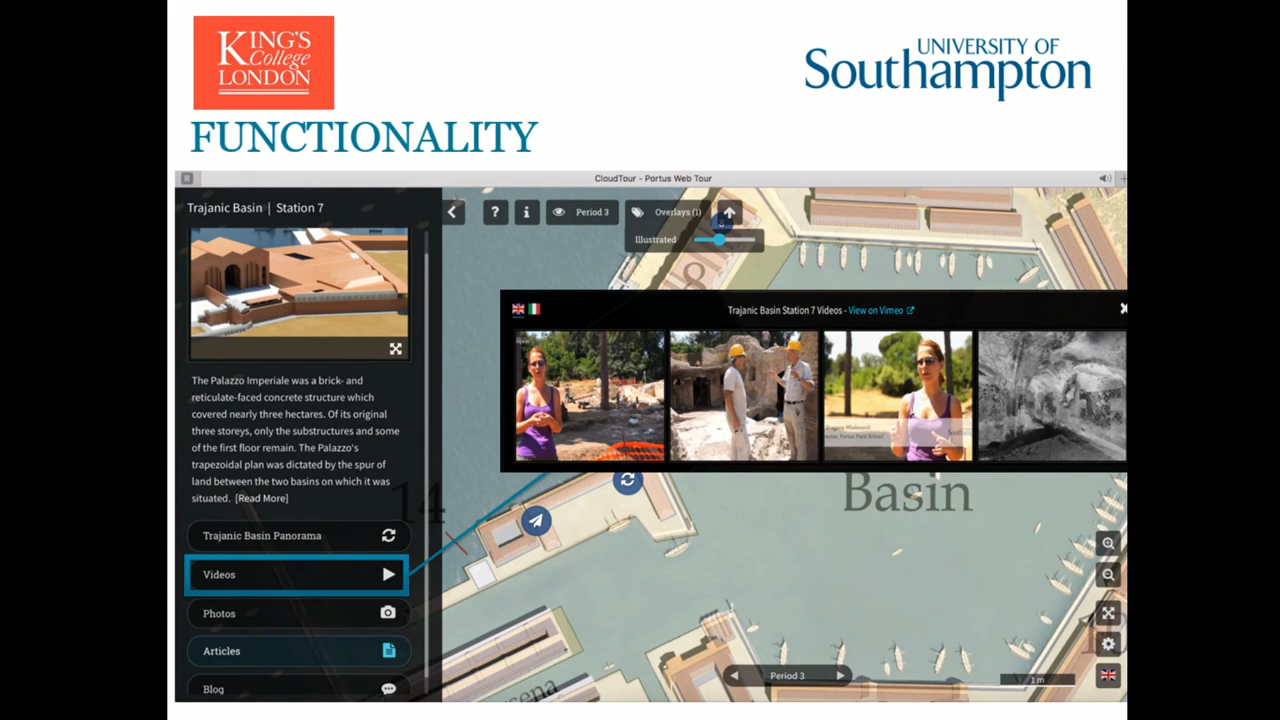 KING'S
College
LONDON
UNIVERSITY OF
Southampton
FUNCTIONALITY
R
CloudTour - Portus Web Tour
Trajanic Basin | Station 7
?
i
Period 3
Overlays (1)
8
Illustrated
8
Trajanic Basin Station 7 Videos - View on Vimeo
The Palazzo Imperiale was a brick- and
reticulate-faced concrete structure which
covered nearly three hectares. Of its original
three storeys, only the substructures and some
of the first floor remain. The Palazzo's
trapezoidal plan was dictated by the spur of
land between the two basins on which it was
situated. [Read More]
14
Basin
Trajanic Basin Panorama
Videos
Photos
Articles
Blog
Period 3
1 m